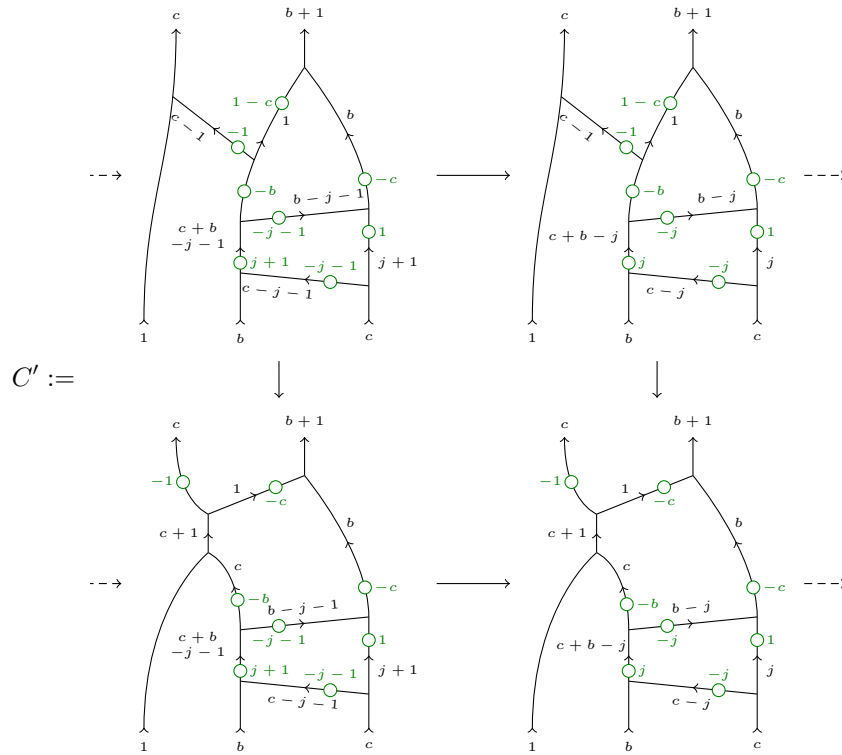 c b + 1 c b + 1
1 − c 1 − c
1 b 1 b
−1 −1
c − 1 c − 1
−b −c −b −c
b − j − 1 b − j
c + b −j − 1 1 c + b − j −j 1
−j − 1
j + 1 −j − 1 j + 1 j −j j
c − j − 1 c − j
1 b c 1 b c
C′ :=
c b + 1 c b + 1
−1 1 −c −1 1 −c
c + 1 b c + 1 b
c c
−b −c −b −c
b − j − 1 b − j
c + b −j − 1 1 c + b − j −j 1
−j − 1
j + 1 −j − 1 j + 1 j −j j
c − j − 1 c − j
1 b c 1 b c